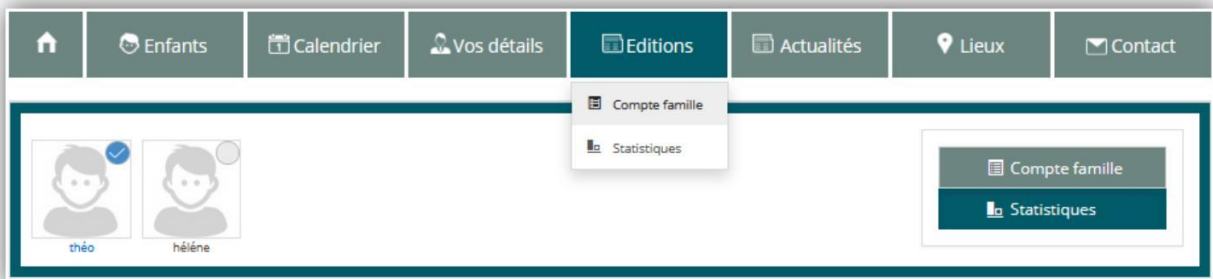 Enfants
Calendrier
Vos détails
Editions
Actualités
Lieux
Contact
Compte famille
Statistiques
théo
héléne
Compte famille
Statistiques